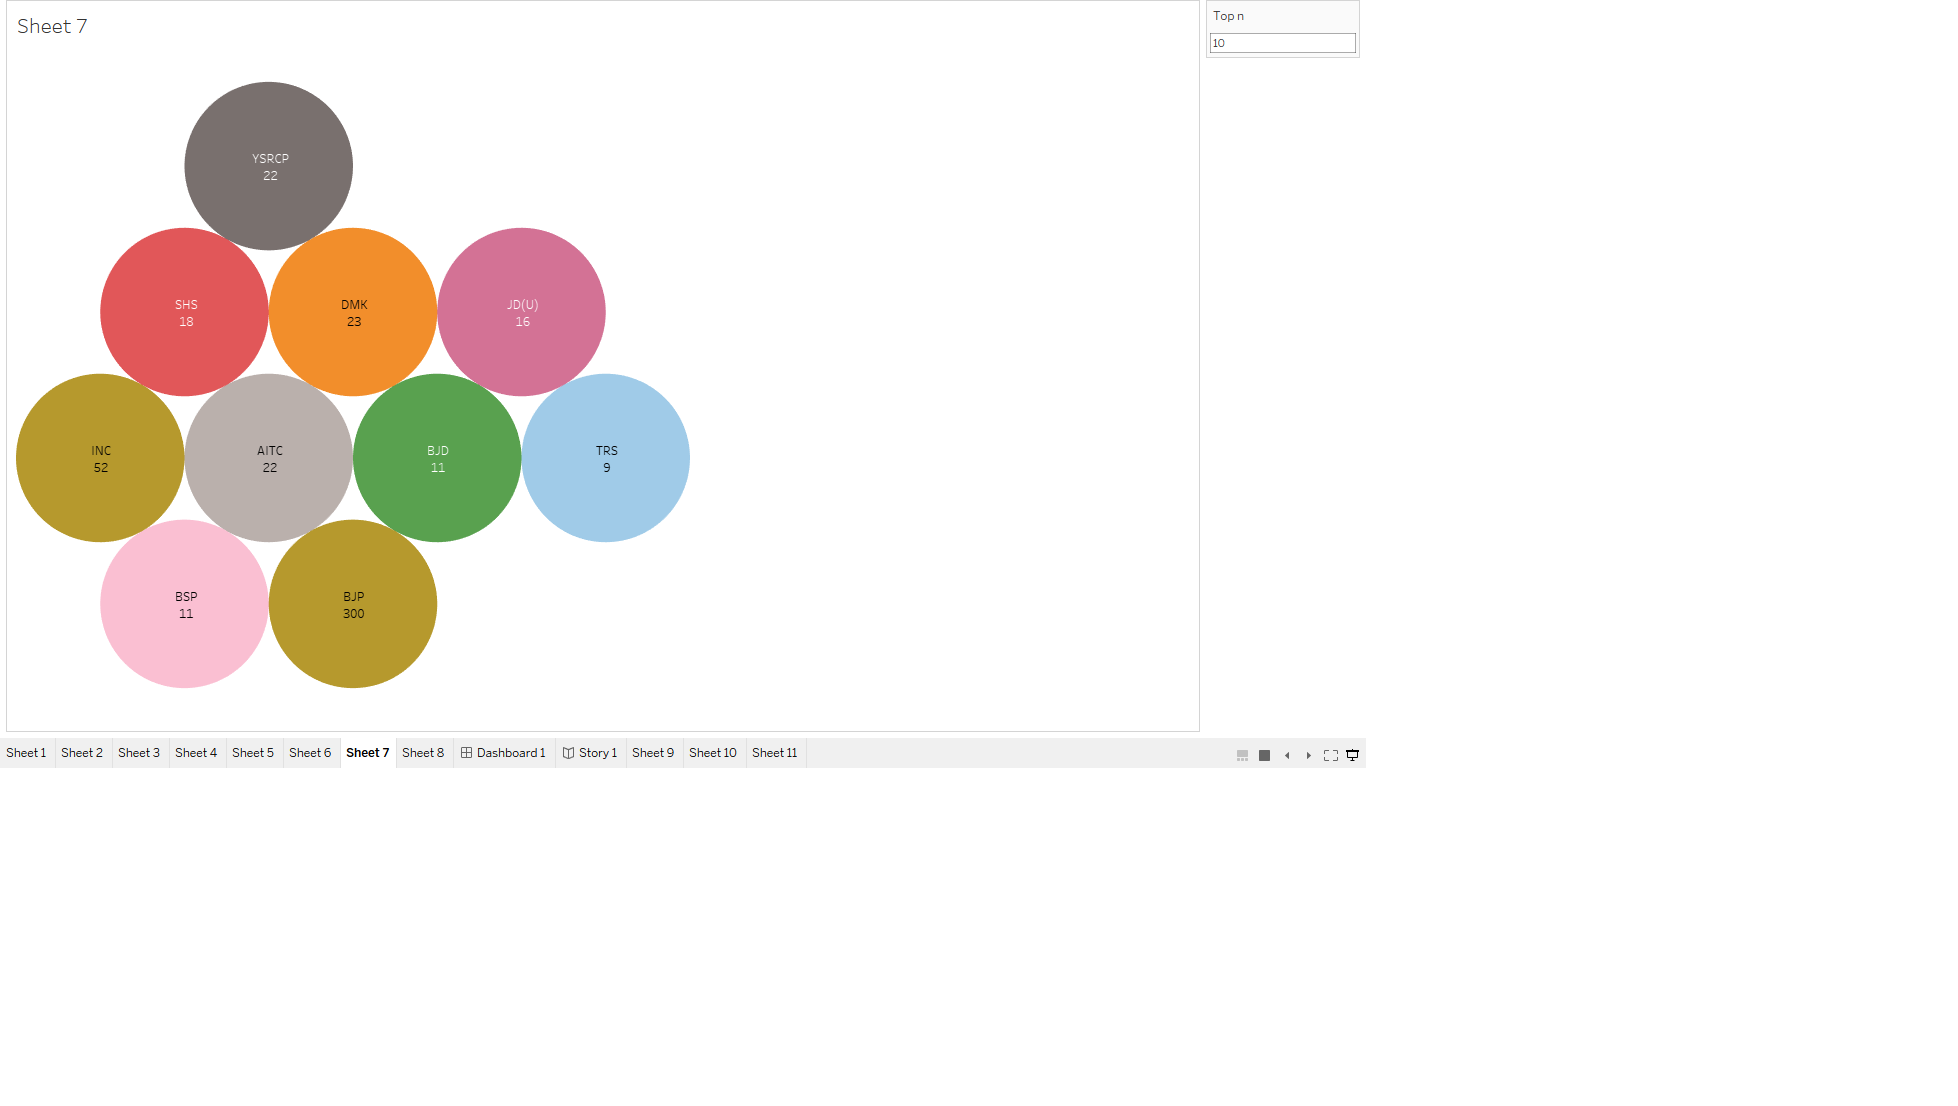 Sheet 7
Top n
10
YSRCP
22
SHS
18
DMK
23
JD(U)
16
INC
52
AITC
22
BJD
11
TRS
9
BSP
11
BJP
300
Sheet 1 Sheet 2 Sheet 3 Sheet 4 Sheet 5 Sheet 6 Sheet 7 Sheet 8 Dashboard 1 Story 1 Sheet 9 Sheet 10 Sheet 11